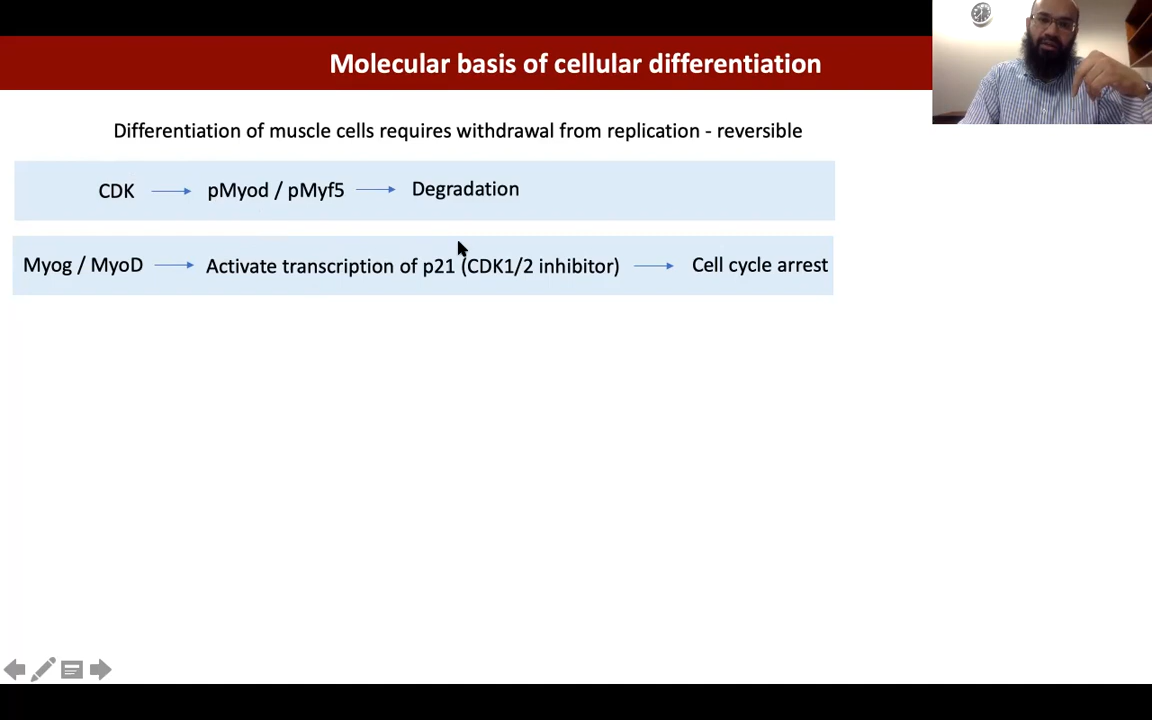 Molecular basis of cellular differentiation
Differentiation of muscle cells requires withdrawal from replication - reversible
CDK → pMyod / pMyf5 → Degradation
Myog / MyoD → Activate transcription of p21 (CDK1/2 inhibitor) → Cell cycle arrest